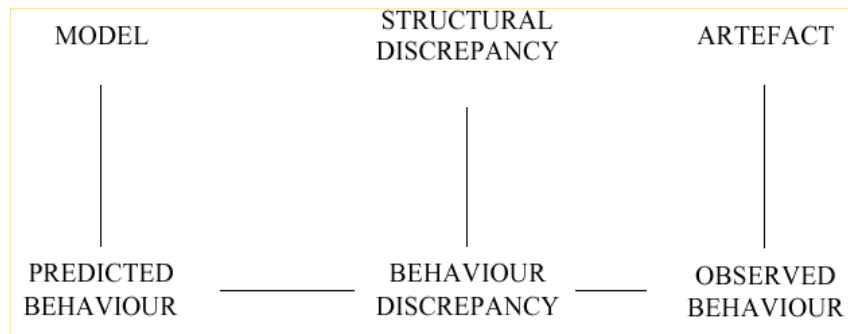 MODEL
STRUCTURAL
DISCREPANCY
ARTEFACT
PREDICTED
BEHAVIOUR
BEHAVIOUR
DISCREPANCY
OBSERVED
BEHAVIOUR